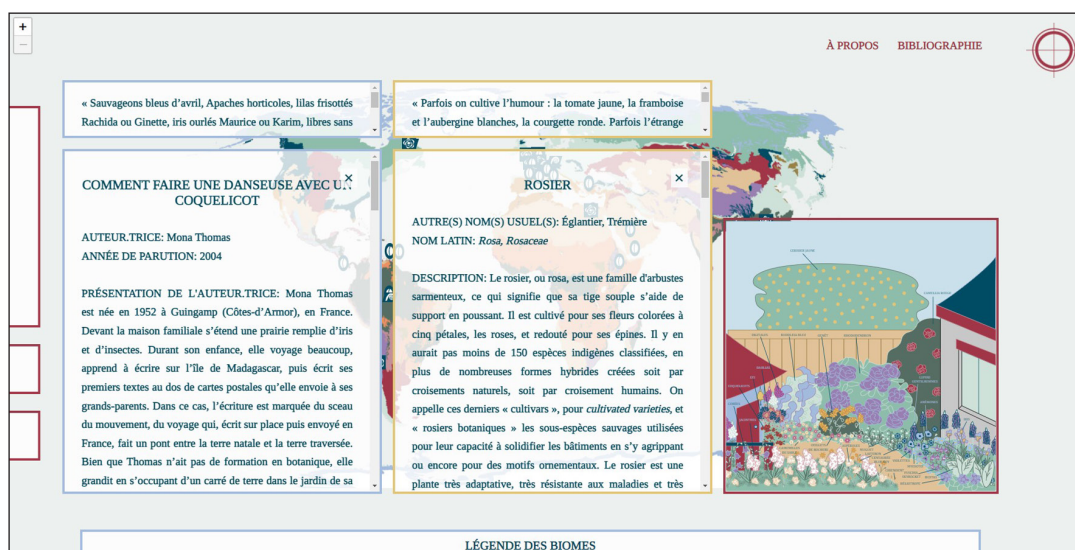 +
−
À PROPOS BIBLIOGRAPHIE
« Sauvageons bleus d’avril, Apaches horticoles, lilas frisottés
Rachida ou Ginette, iris ourlés Maurice ou Karim, libres sans
« Parfois on cultive l’humour : la tomate jaune, la framboise
et l’aubergine blanches, la courgette ronde. Parfois l’étrange
×
COMMENT FAIRE UNE DANSEUSE AVEC UN
COQUELICOT
AUTEUR.TRICE: Mona Thomas
ANNÉE DE PARUTION: 2004
PRÉSENTATION DE L'AUTEUR.TRICE: Mona Thomas
est née en 1952 à Guingamp (Côtes-d’Armor), en France.
Devant la maison familiale s’étend une prairie remplie d’iris
et d’insectes. Durant son enfance, elle voyage beaucoup,
apprend à écrire sur l’île de Madagascar, puis écrit ses
premiers textes au dos de cartes postales qu’elle envoie à ses
grands-parents. Dans ce cas, l’écriture est marquée du sceau
du mouvement, du voyage qui, écrit sur place puis envoyé en
France, fait un pont entre la terre natale et la terre traversée.
Bien que Thomas n’ait pas de formation en botanique, elle
grandit en s’occupant d’un carré de terre dans le jardin de sa
×
ROSIER
AUTRE(S) NOM(S) USUEL(S): Églantier, Trémière
NOM LATIN: Rosa, Rosaceae
DESCRIPTION: Le rosier, ou rosa, est une famille d'arbustes
sarmenteux, ce qui signifie que sa tige souple s’aide de
support en poussant. Il est cultivé pour ses fleurs colorées à
cinq pétales, les roses, et redouté pour ses épines. Il y en
aurait pas moins de 150 espèces indigènes classifiées, en
plus de nombreuses formes hybrides créées soit par
croisements naturels, soit par croisement humains. On
appelle ces derniers « cultivars », pour cultivated varieties, et
« rosiers botaniques » les sous-espèces sauvages utilisées
pour leur capacité à solidifier les bâtiments en s’y agrippant
ou encore pour des motifs ornementaux. Le rosier est une
plante très adaptative, très résistante aux maladies et très
LÉGENDE DES BIOMES